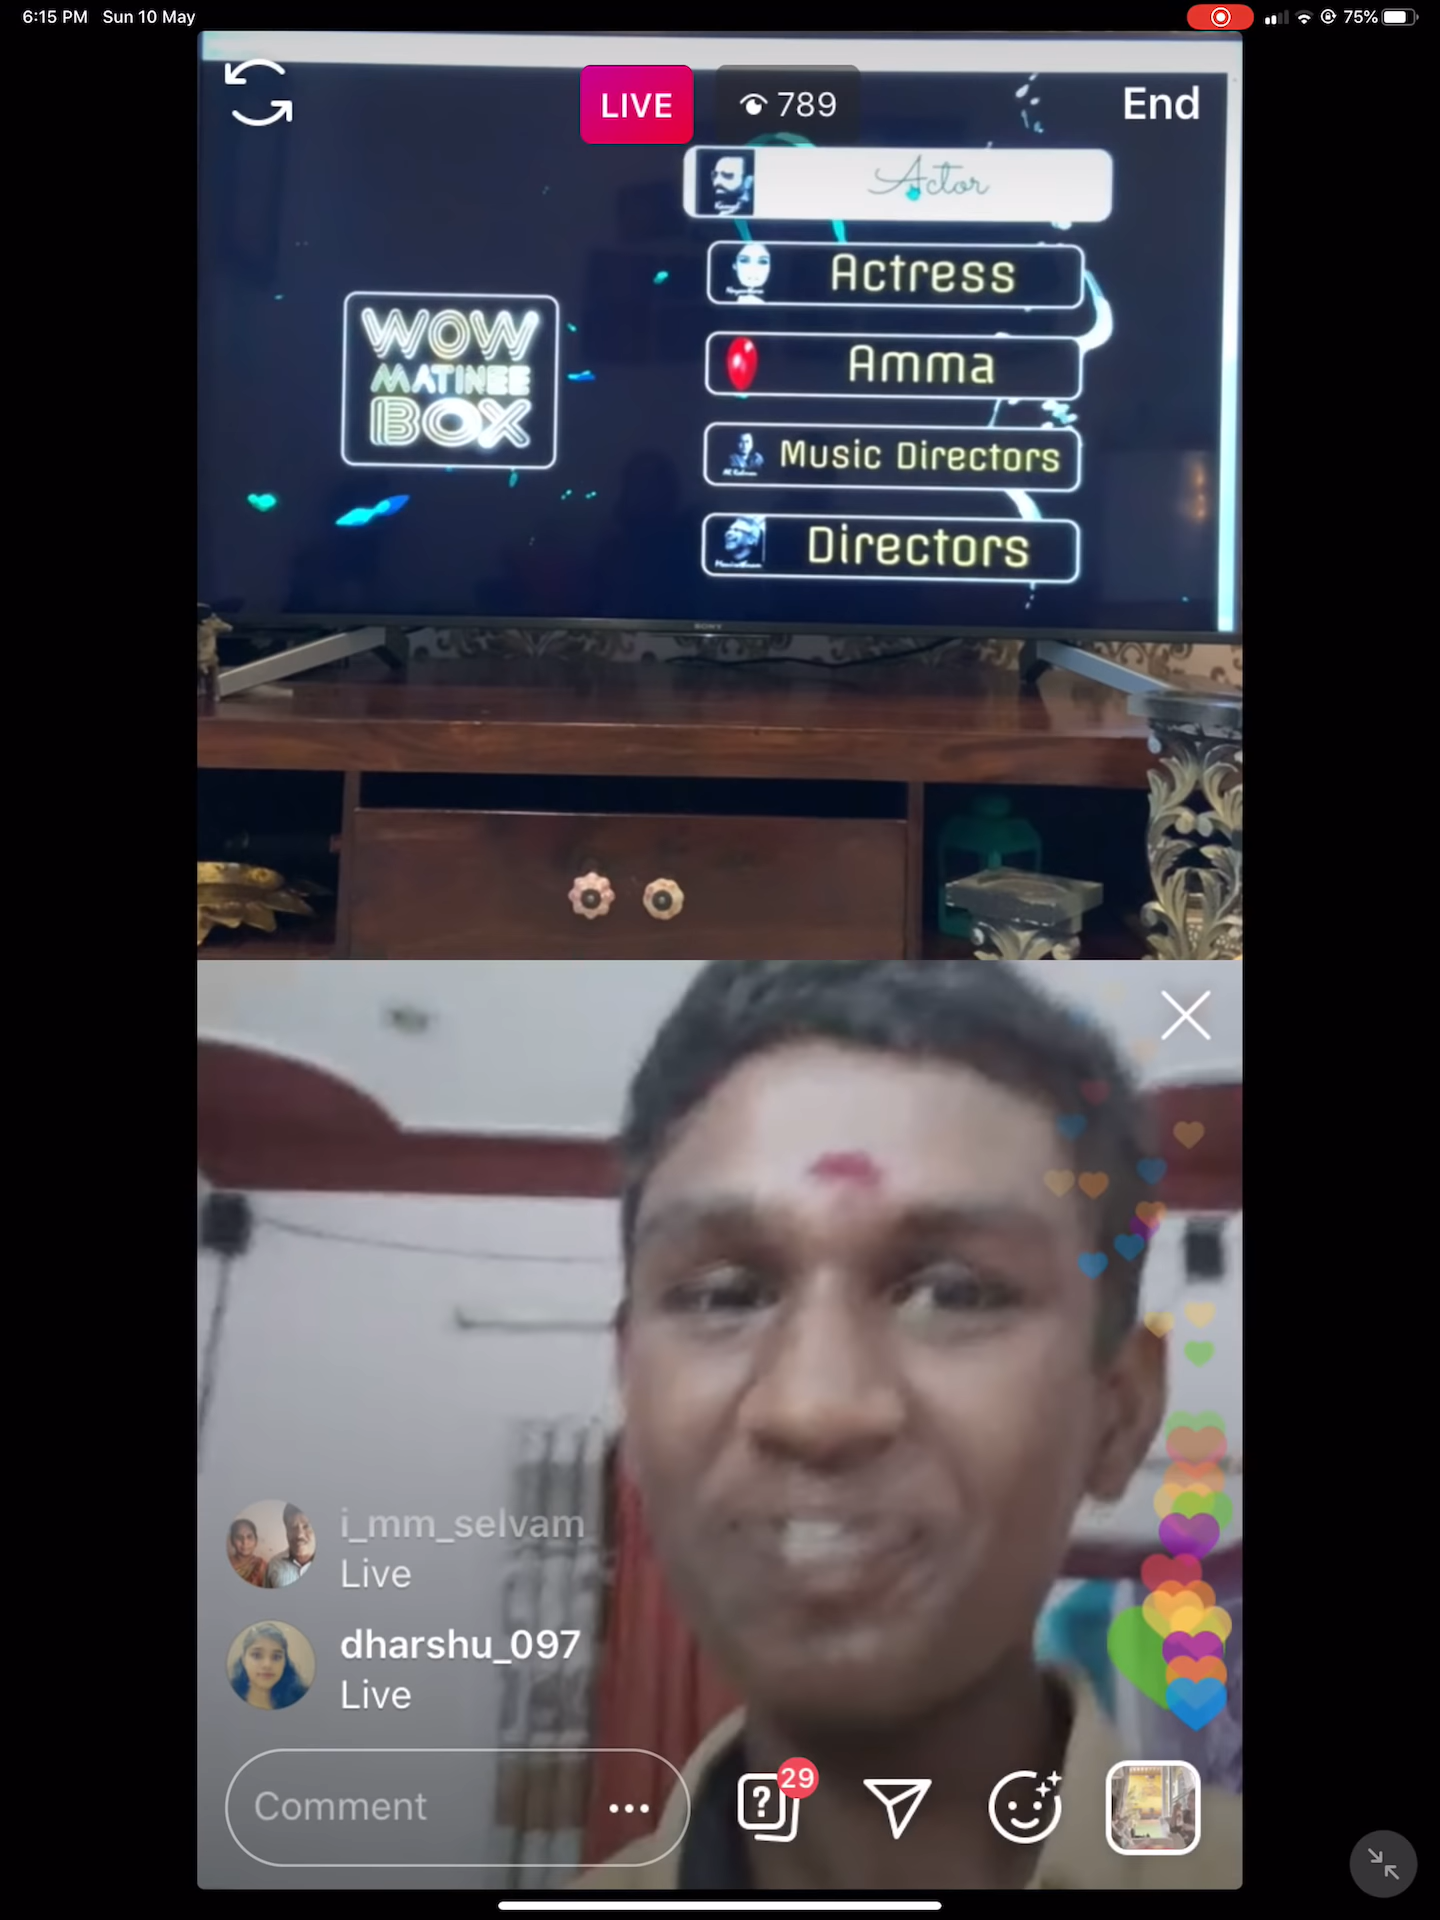 6:15 PM Sun 10 May
75%
LIVE
789
End
Actor
Actress
WOW
MATINEE
BOX
Amma
Music Directors
Directors
SONY
i_mm_selvam
Live
dharshu_097
Live
Comment
29
?